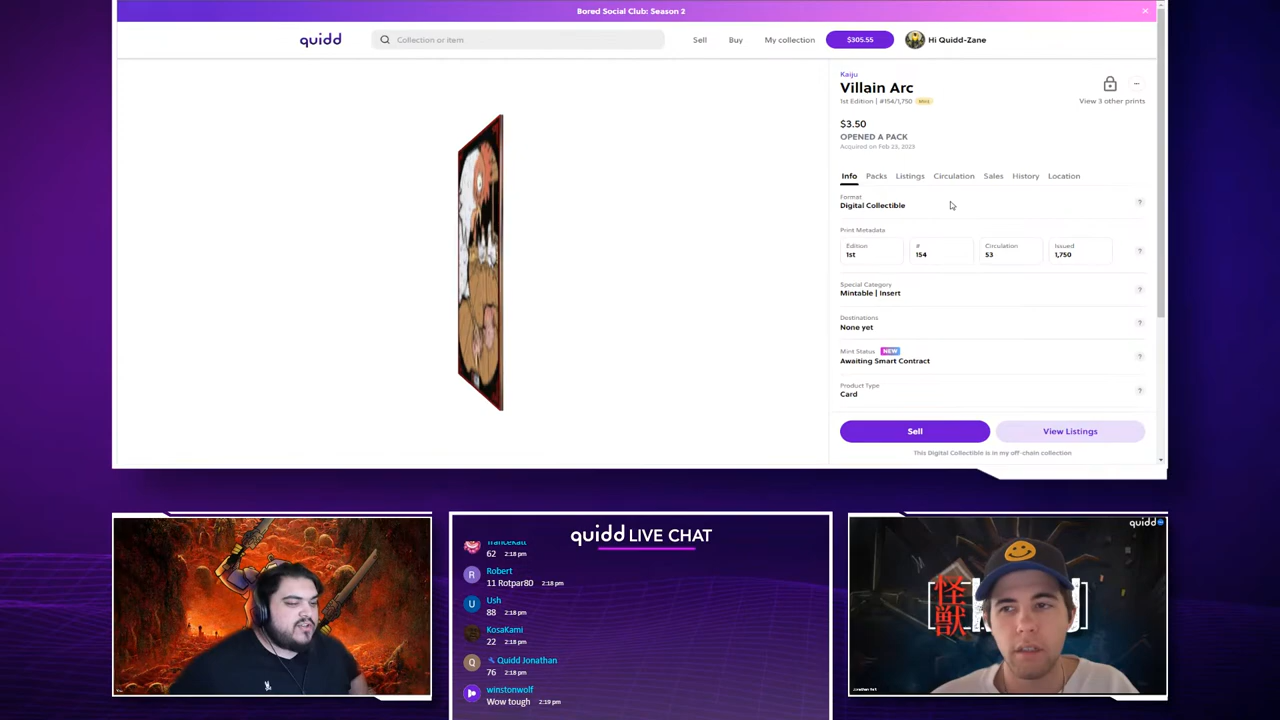 Bored Social Club: Season 2
quidd
Collection or item
Sell
Buy
My collection
$305.55
Hi Quidd-Zane
Kaiju
Villain Arc
1st Edition | #154/1,750 Mint
View 3 other prints
$3.50
OPENED A PACK
Acquired on Feb 23, 2023
Info Packs Listings Circulation Sales History Location
Format
Digital Collectible
?
Print Metadata
Edition # Circulation Issued
1st 154 53 1,750
?
Special Category
Mintable | Insert
?
Destinations
None yet
?
Mint Status NEW
Awaiting Smart Contract
?
Product Type
Card
?
Sell
View Listings
This Digital Collectible is in my off-chain collection
quidd LIVE CHAT
62 2:18 pm
R Robert
11 Rotpar80 2:18 pm
U Ush
88 2:18 pm
KosaKami
22 2:18 pm
Q Quidd Jonathan
76 2:18 pm
winstonwolf
Wow tough 2:19 pm
quidd
怪獣